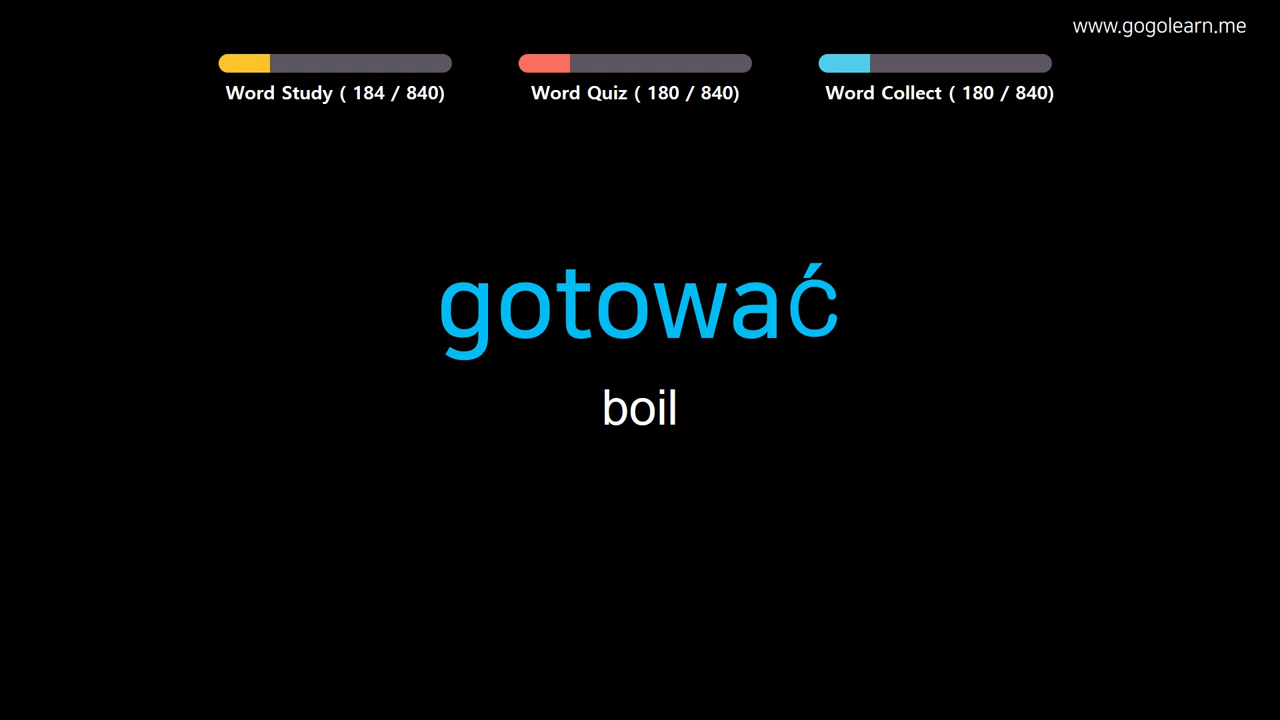 www.gogolearn.me
Word Study ( 184 / 840)
Word Quiz ( 180 / 840)
Word Collect ( 180 / 840)
gotować
boil